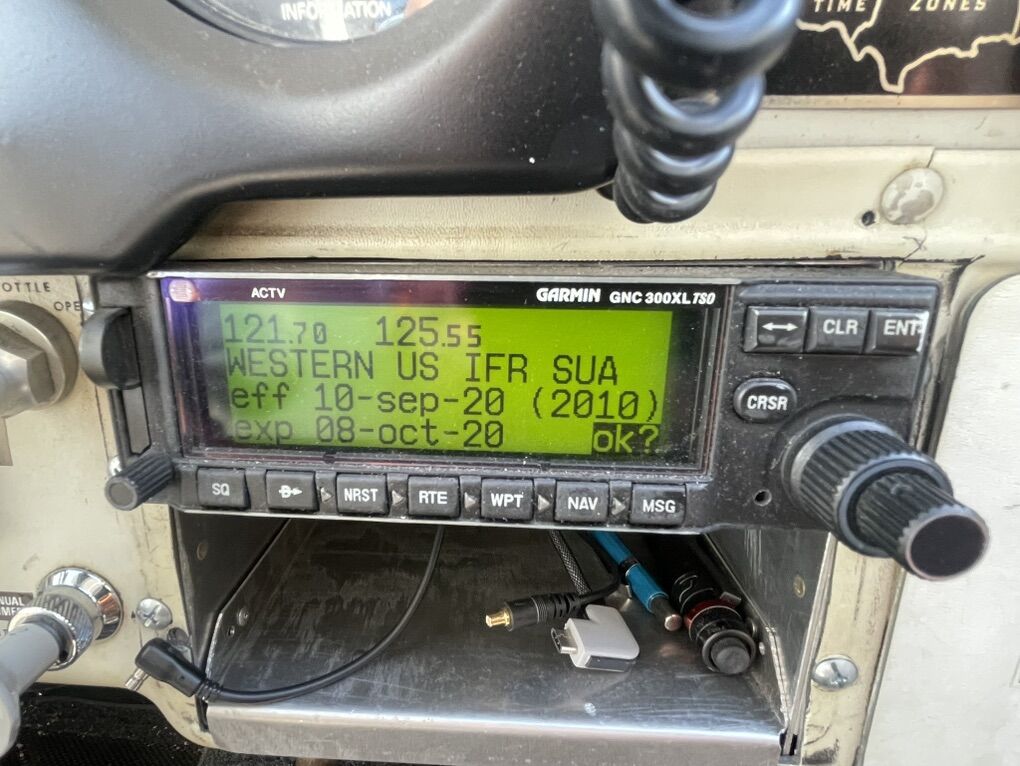 INFORMATION
TIME ZONES
ACTV
GARMIN GNC 300XL TSO
121.70 125.55
WESTERN US IFR SUA
eff 10-sep-20 (2010)
exp 08-oct-20 ok?
CLR ENT
CRSR
SQ NRST RTE WPT NAV MSG